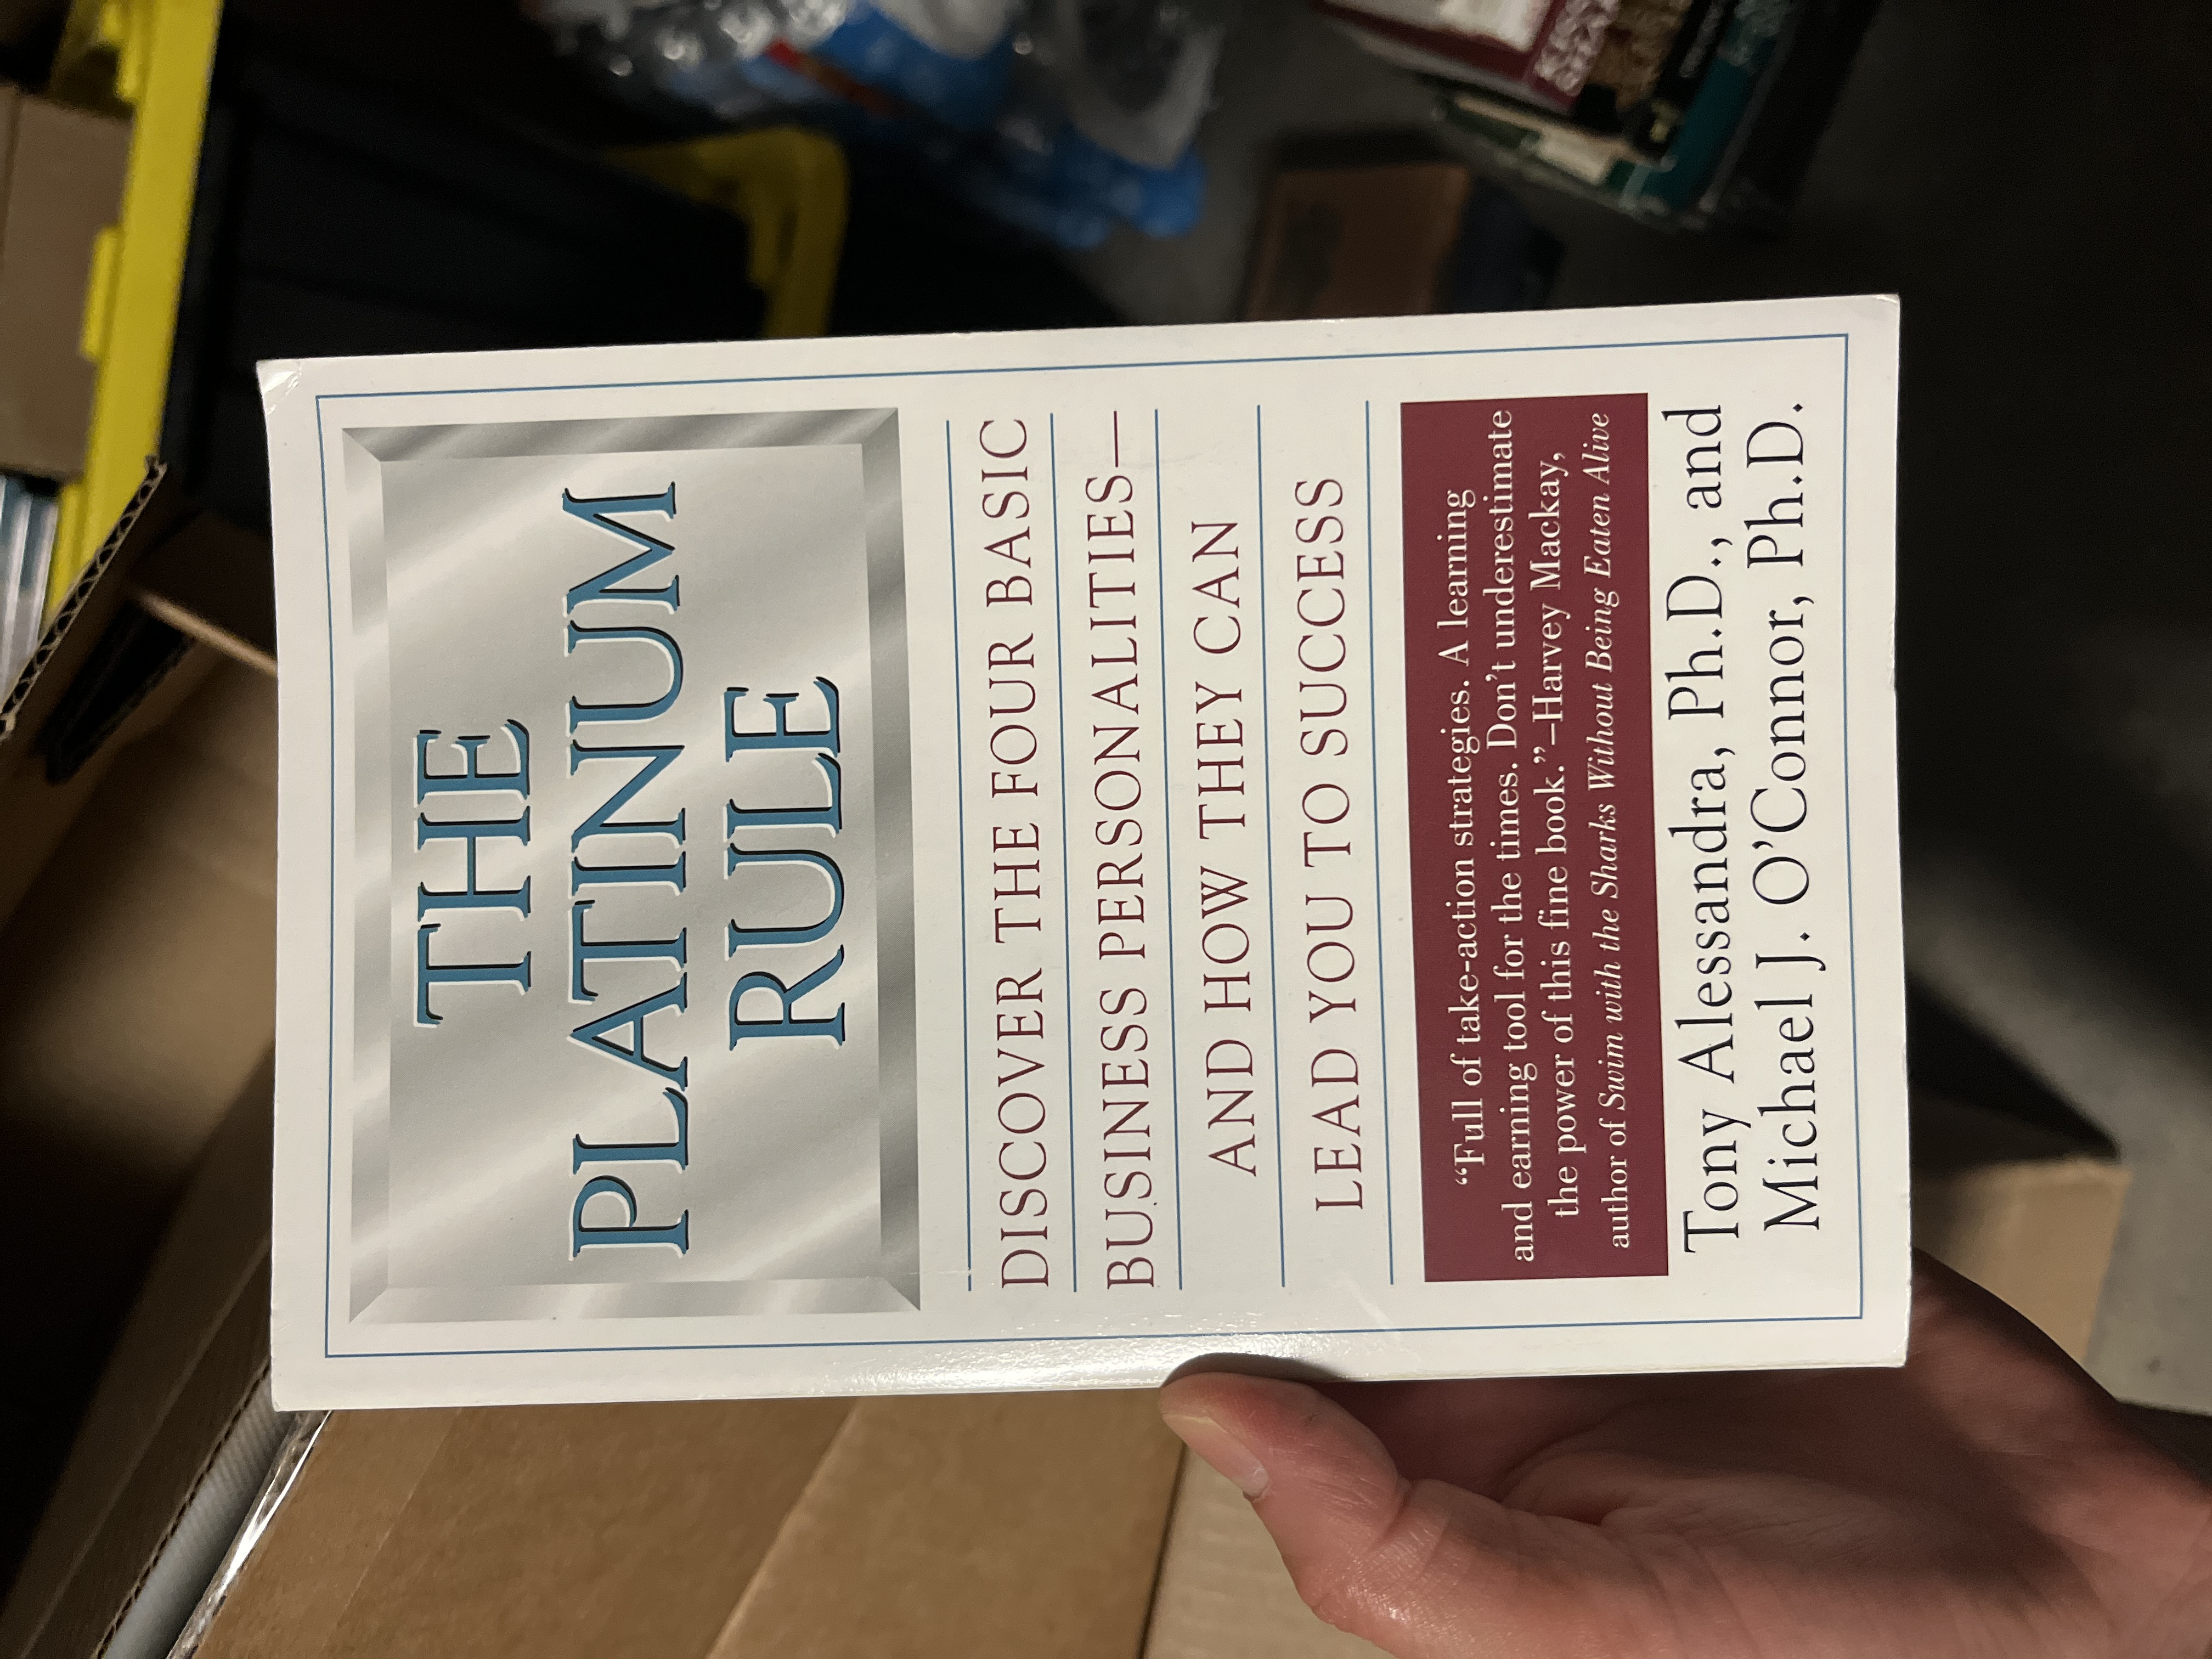 THE
PLATINUM
RULE
DISCOVER THE FOUR BASIC
BUSINESS PERSONALITIES—
AND HOW THEY CAN
LEAD YOU TO SUCCESS
“Full of take-action strategies. A learning
and earning tool for the times. Don’t underestimate
the power of this fine book.”–Harvey Mackay,
author of Swim with the Sharks Without Being Eaten Alive
Tony Alessandra, Ph.D., and
Michael J. O’Connor, Ph.D.